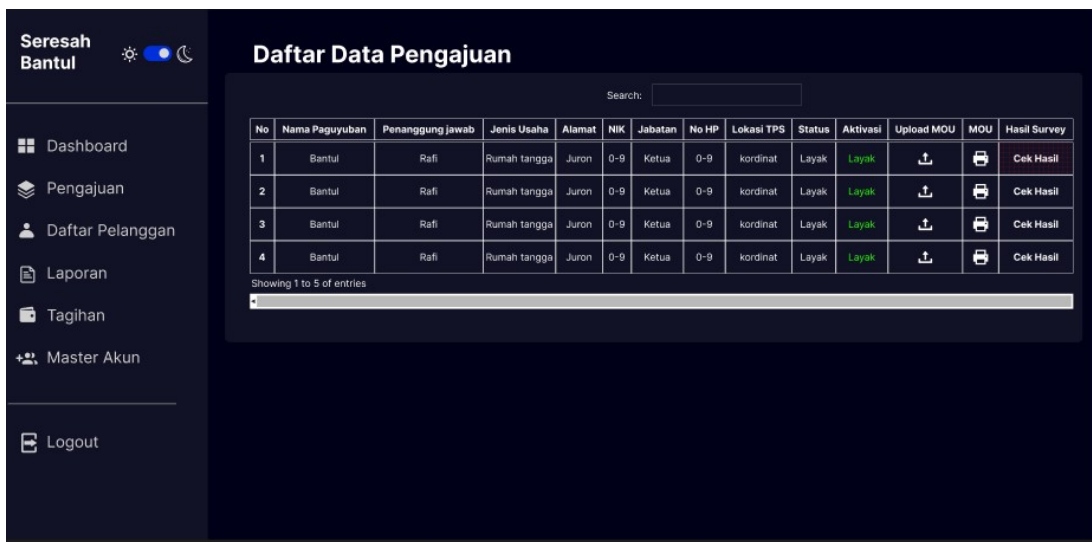 Seresah
Bantul
Dashboard
Pengajuan
Daftar Pelanggan
Laporan
Tagihan
Master Akun
Logout
Daftar Data Pengajuan
Search:
No Nama Paguyuban Penanggung jawab Jenis Usaha Alamat NIK Jabatan No HP Lokasi TPS Status Aktivasi Upload MOU MOU Hasil Survey
1 Bantul Rafi Rumah tangga Juron 0-9 Ketua 0-9 kordinat Layak Layak Cek Hasil
2 Bantul Rafi Rumah tangga Juron 0-9 Ketua 0-9 kordinat Layak Layak Cek Hasil
3 Bantul Rafi Rumah tangga Juron 0-9 Ketua 0-9 kordinat Layak Layak Cek Hasil
4 Bantul Rafi Rumah tangga Juron 0-9 Ketua 0-9 kordinat Layak Layak Cek Hasil
Showing 1 to 5 of entries